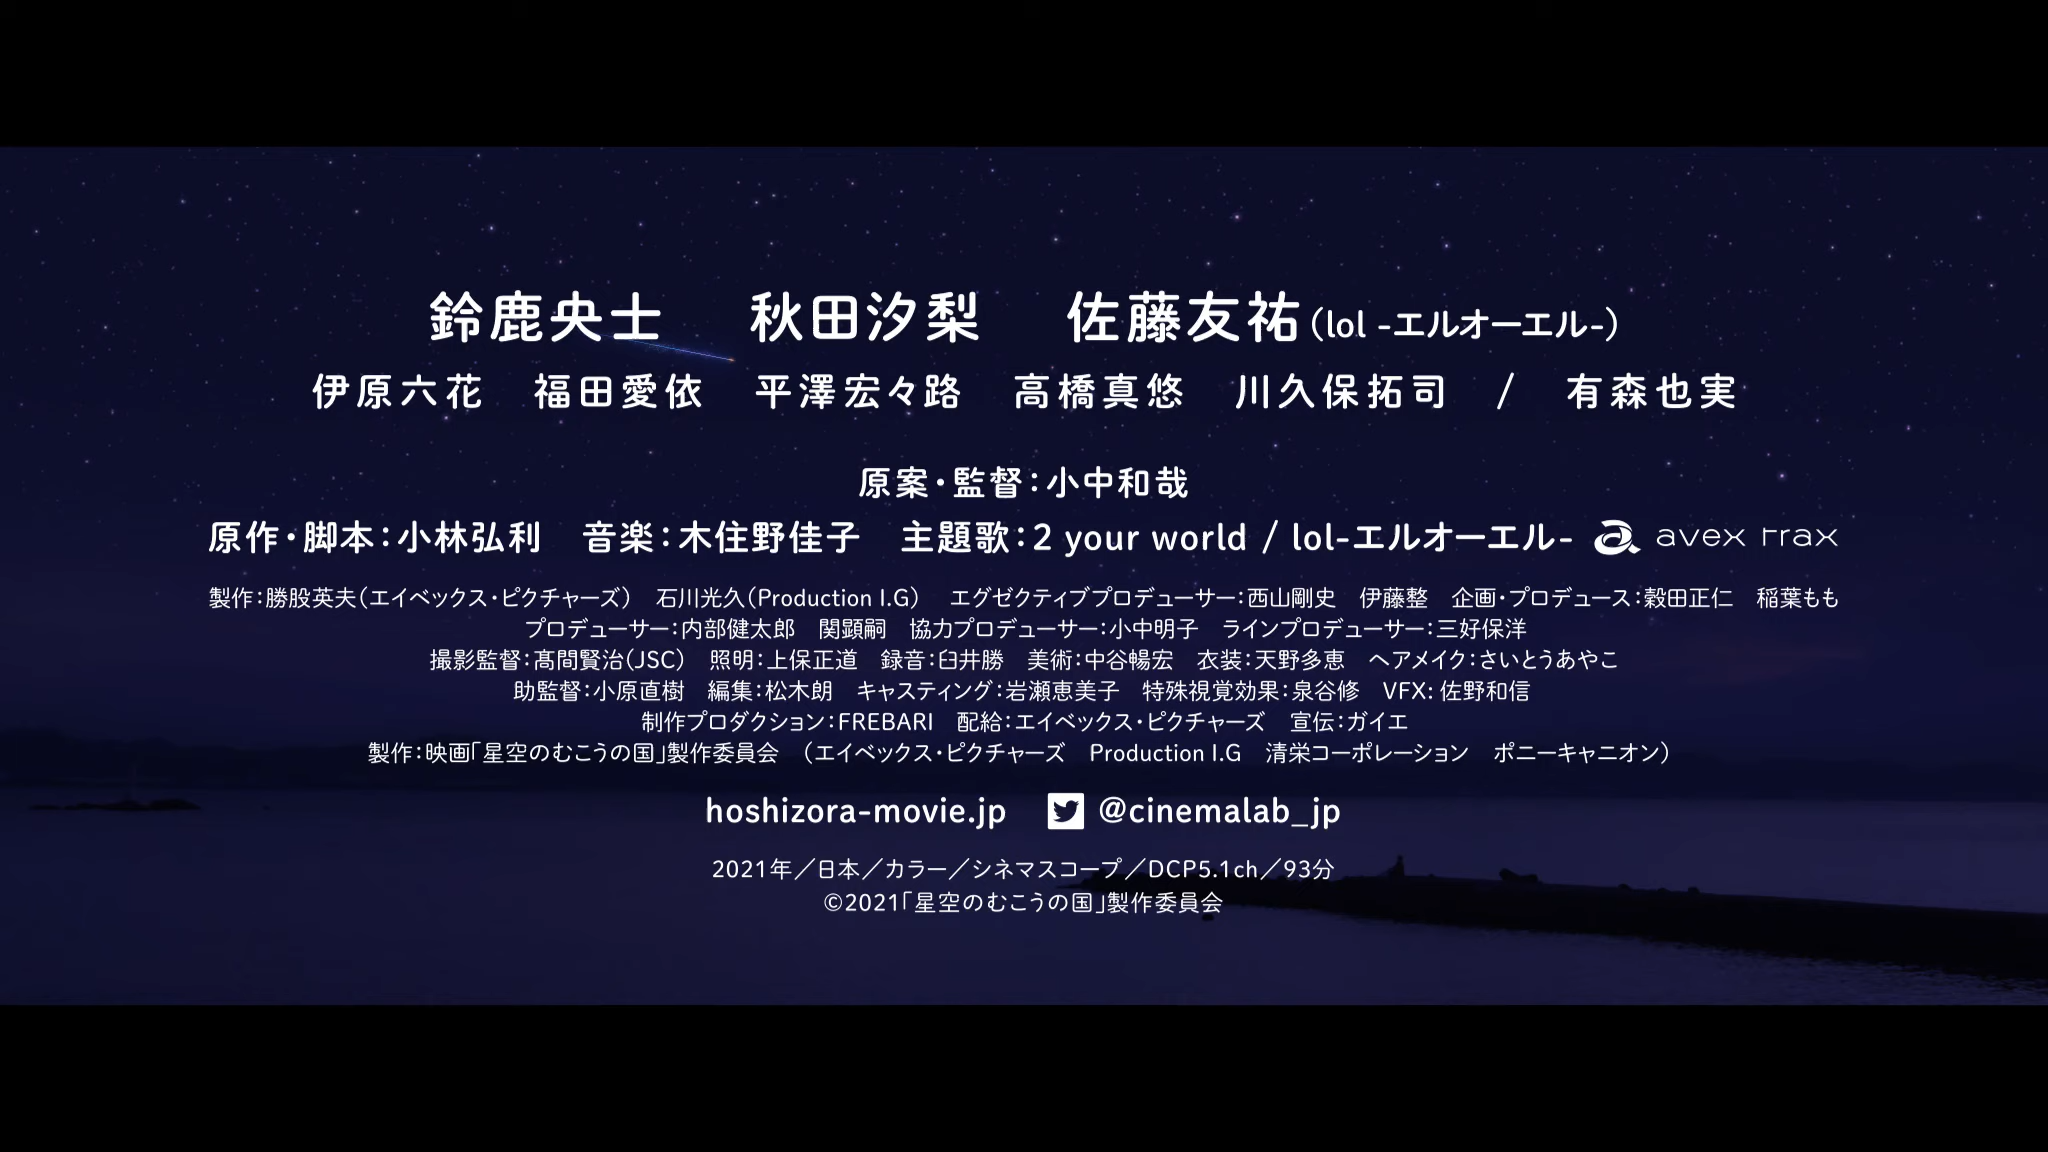 鈴鹿央士　秋田汐梨　佐藤友祐（lol -エルオーエル-）
伊原六花　福田愛依　平澤宏々路　高橋真悠　川久保拓司　/　有森也実
原案・監督：小中和哉
原作・脚本：小林弘利　音楽：木住野佳子　主題歌：2 your world / lol-エルオーエル- avex trax
製作：勝股英夫（エイベックス・ピクチャーズ）　石川光久（Production I.G）　エグゼクティブプロデューサー：西山剛史　伊藤整　企画・プロデュース：穀田正仁　稲葉もも
プロデューサー：内部健太郎　関顕嗣　協力プロデューサー：小中明子　ラインプロデューサー：三好保洋
撮影監督：髙間賢治（JSC）　照明：上保正道　録音：臼井勝　美術：中谷暢宏　衣装：天野多恵　ヘアメイク：さいとうあやこ
助監督：小原直樹　編集：松木朗　キャスティング：岩瀬恵美子　特殊視覚効果：泉谷修　VFX：佐野和信
制作プロダクション：FREBARI　配給：エイベックス・ピクチャーズ　宣伝：ガイエ
製作：映画「星空のむこうの国」製作委員会　（エイベックス・ピクチャーズ　Production I.G　清栄コーポレーション　ポニーキャニオン）
hoshizora-movie.jp　@cinemalab_jp
2021年／日本／カラー／シネマスコープ／DCP5.1ch／93分
©2021「星空のむこうの国」製作委員会